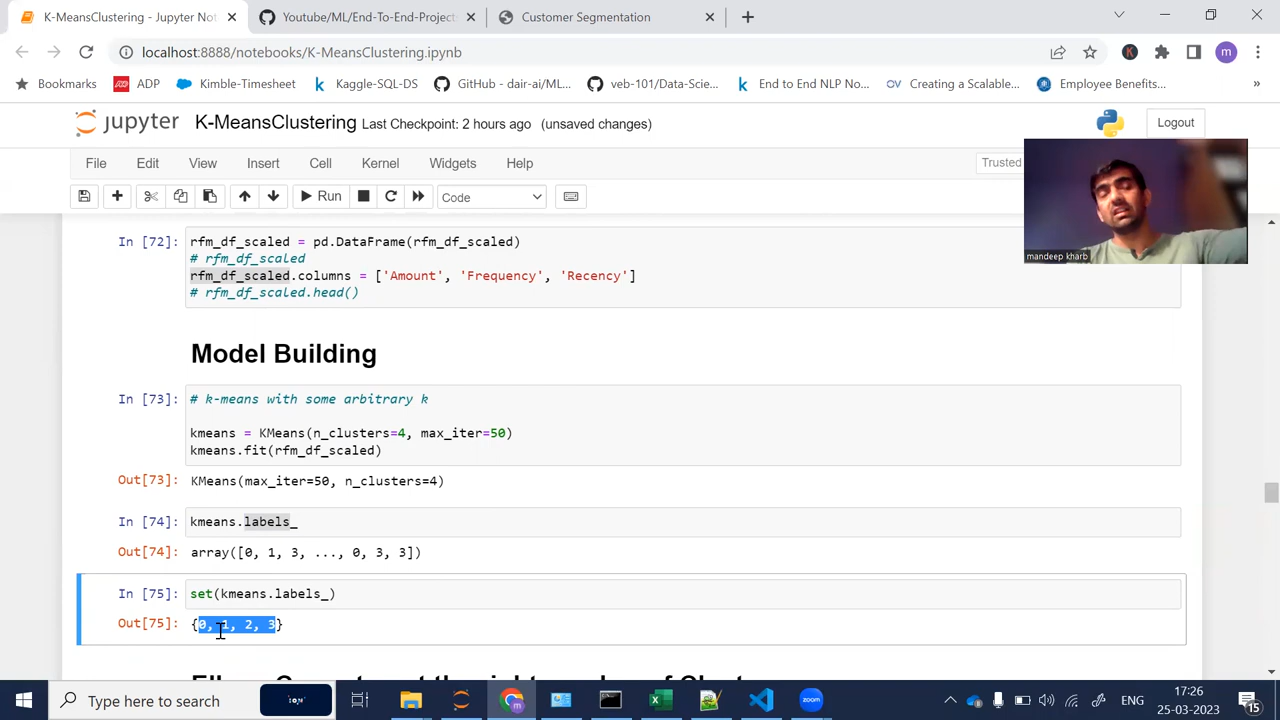 K-MeansClustering - Jupyter Note
Youtube/ML/End-To-End-Projects
Customer Segmentation
localhost:8888/notebooks/K-MeansClustering.ipynb
m
Bookmarks
ADP
Kimble-Timesheet
Kaggle-SQL-DS
GitHub - dair-ai/ML...
veb-101/Data-Scie...
End to End NLP No...
Creating a Scalable...
Employee Benefits...
»
jupyter K-MeansClustering Last Checkpoint: 2 hours ago (unsaved changes)
Logout
File Edit View Insert Cell Kernel Widgets Help
Trusted
Run
Code
mandeep kharb
In [72]: rfm_df_scaled = pd.DataFrame(rfm_df_scaled)
# rfm_df_scaled
rfm_df_scaled.columns = ['Amount', 'Frequency', 'Recency']
# rfm_df_scaled.head()
Model Building
In [73]: # k-means with some arbitrary k
kmeans = KMeans(n_clusters=4, max_iter=50)
kmeans.fit(rfm_df_scaled)
Out[73]: KMeans(max_iter=50, n_clusters=4)
In [74]: kmeans.labels_
Out[74]: array([0, 1, 3, ..., 0, 3, 3])
In [75]: set(kmeans.labels_)
Out[75]: {0, 1, 2, 3}
Type here to search
ENG
17:26
25-03-2023
15
zoom